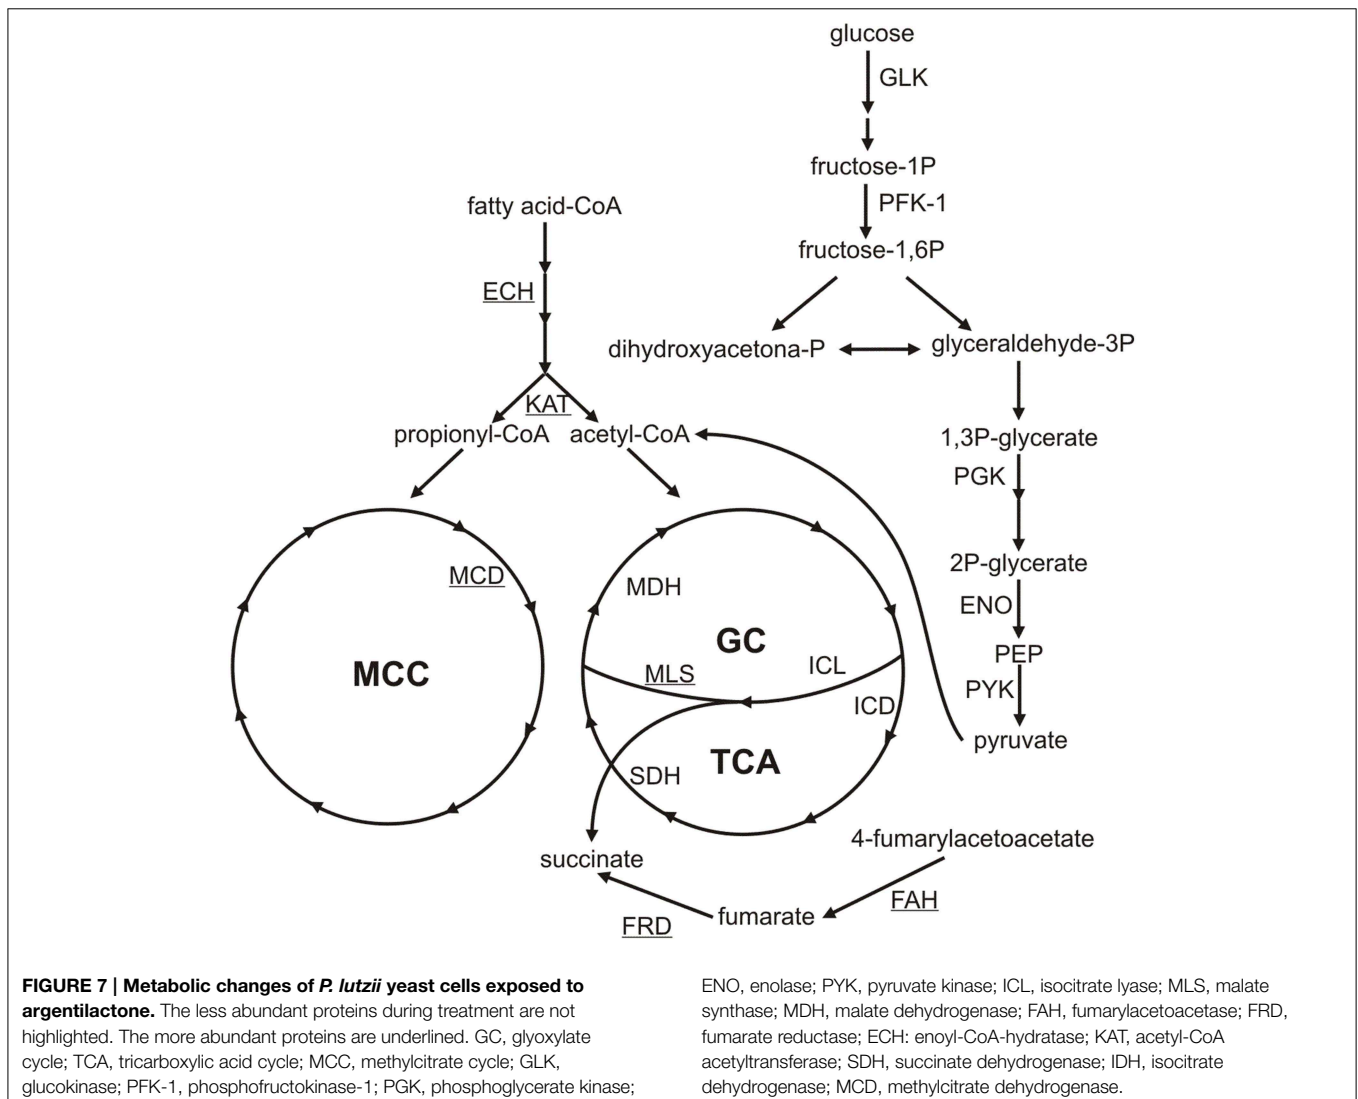 glucose
GLK
fructose-1P
PFK-1
fructose-1,6P
fatty acid-CoA
ECH
dihydroxyacetona-P
glyceraldehyde-3P
KAT
propionyl-CoA
acetyl-CoA
1,3P-glycerate
PGK
2P-glycerate
MCD
MDH
ENO
GC
PEP
MCC
MLS
ICL
PYK
ICD
pyruvate
TCA
SDH
4-fumarylacetoacetate
succinate
FAH
fumarate
FRD
FIGURE 7 | Metabolic changes of P. lutzii yeast cells exposed to
argentilactone. The less abundant proteins during treatment are not
highlighted. The more abundant proteins are underlined. GC, glyoxylate
cycle; TCA, tricarboxylic acid cycle; MCC, methylcitrate cycle; GLK,
glucokinase; PFK-1, phosphofructokinase-1; PGK, phosphoglycerate kinase;
ENO, enolase; PYK, pyruvate kinase; ICL, isocitrate lyase; MLS, malate
synthase; MDH, malate dehydrogenase; FAH, fumarylacetoacetase; FRD,
fumarate reductase; ECH: enoyl-CoA-hydratase; KAT, acetyl-CoA
acetyltransferase; SDH, succinate dehydrogenase; IDH, isocitrate
dehydrogenase; MCD, methylcitrate dehydrogenase.